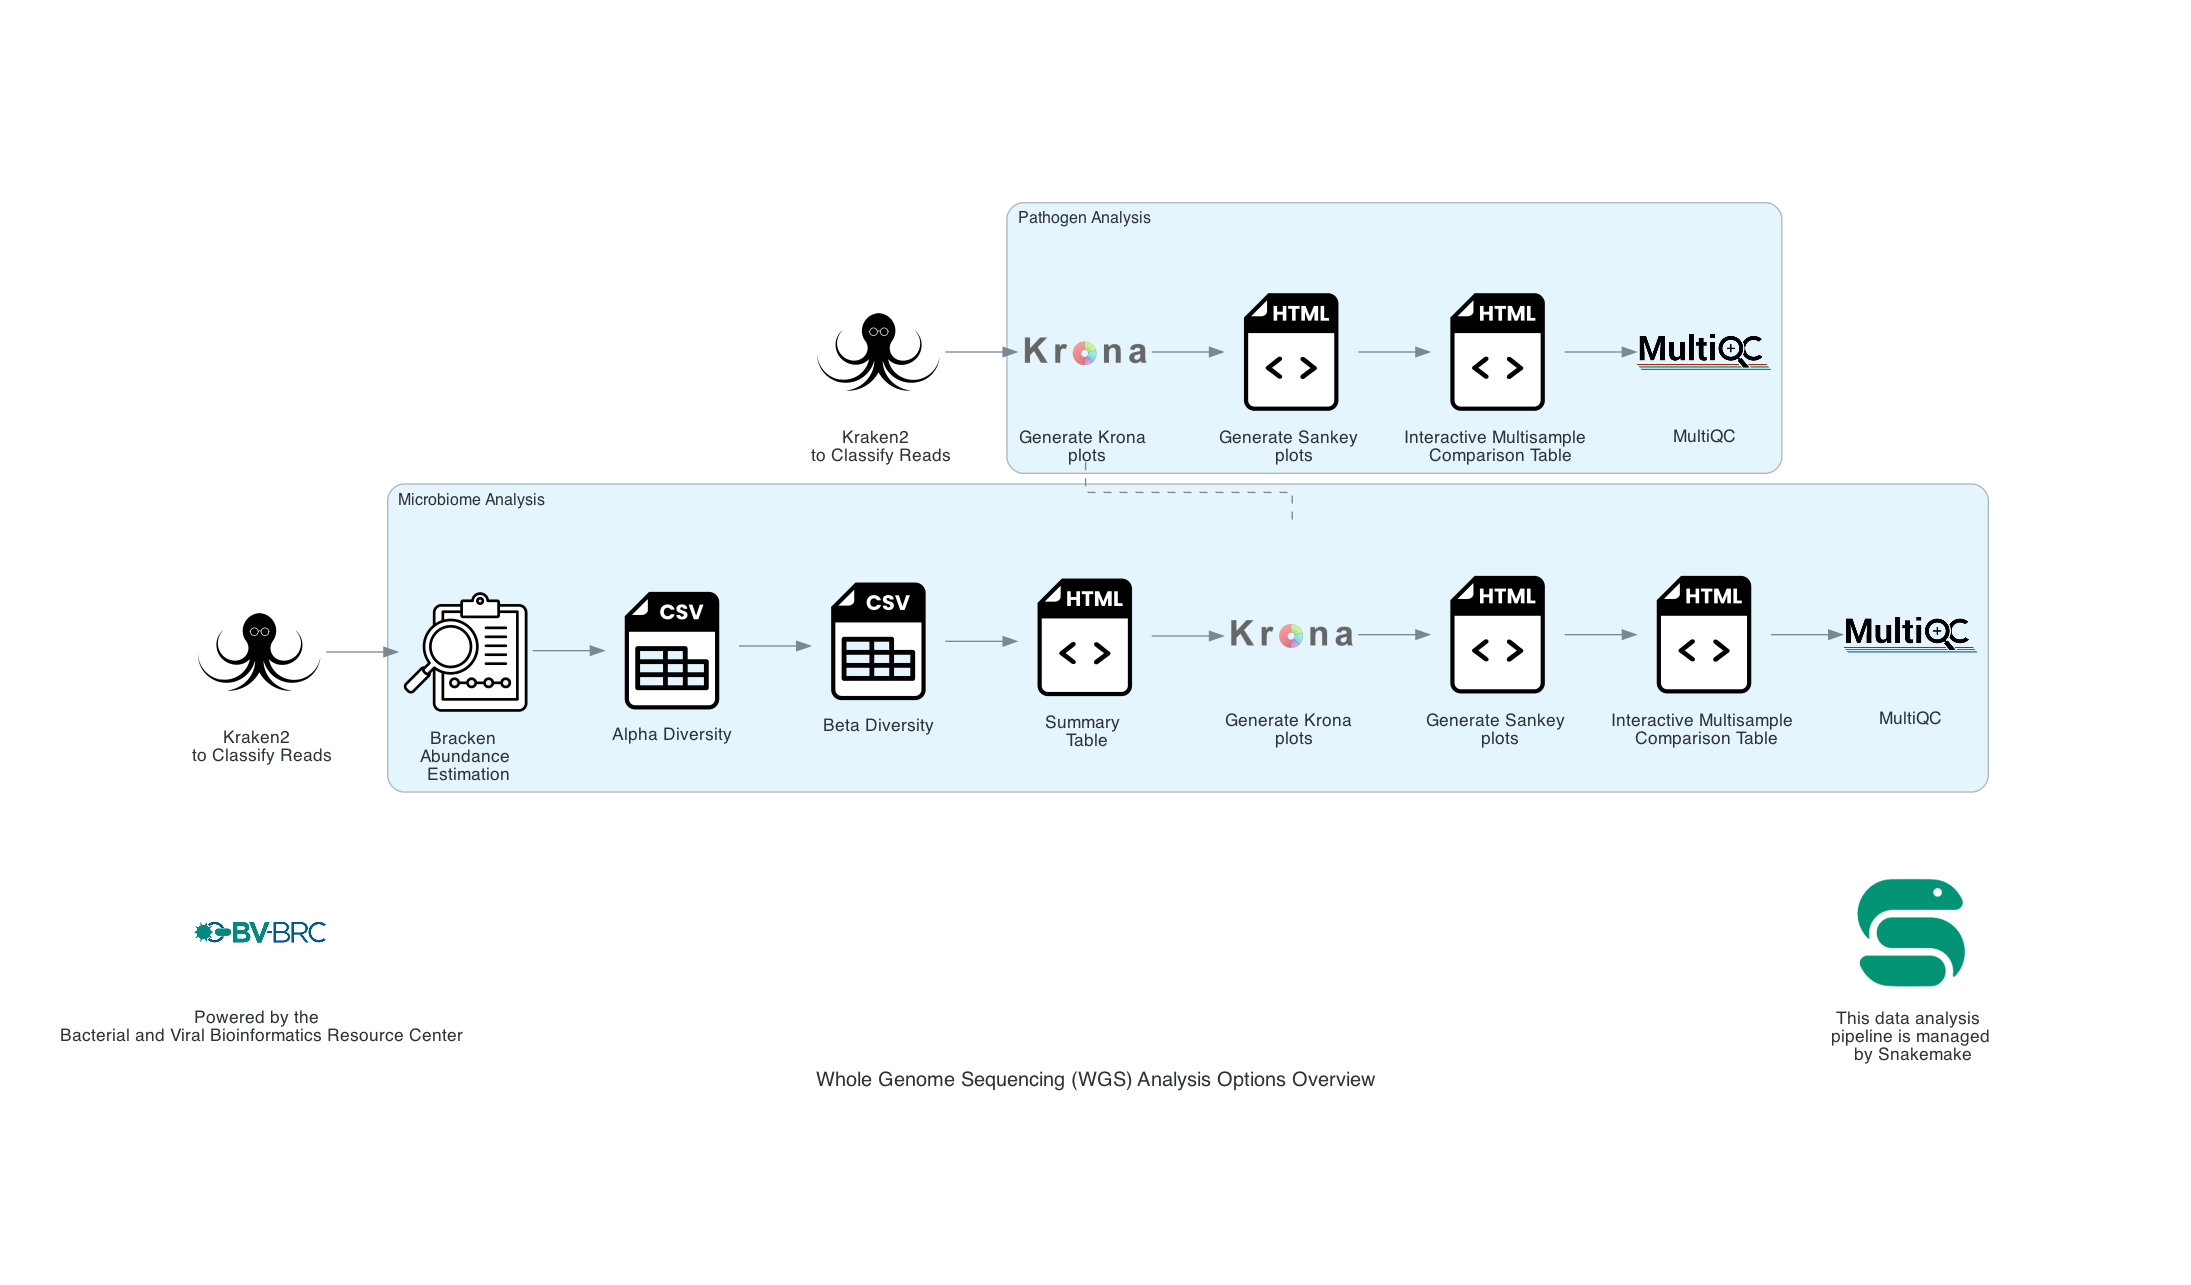 Pathogen Analysis
HTML
HTML
Krona
MultiQC
Kraken2
to Classify Reads
Generate Krona
plots
Generate Sankey
plots
Interactive Multisample
Comparison Table
MultiQC
Microbiome Analysis
CSV
CSV
HTML
Krona
HTML
HTML
MultiQC
Kraken2
to Classify Reads
Bracken
Abundance
Estimation
Alpha Diversity
Beta Diversity
Summary
Table
Generate Krona
plots
Generate Sankey
plots
Interactive Multisample
Comparison Table
MultiQC
BV-BRC
Powered by the
Bacterial and Viral Bioinformatics Resource Center
This data analysis
pipeline is managed
by Snakemake
Whole Genome Sequencing (WGS) Analysis Options Overview